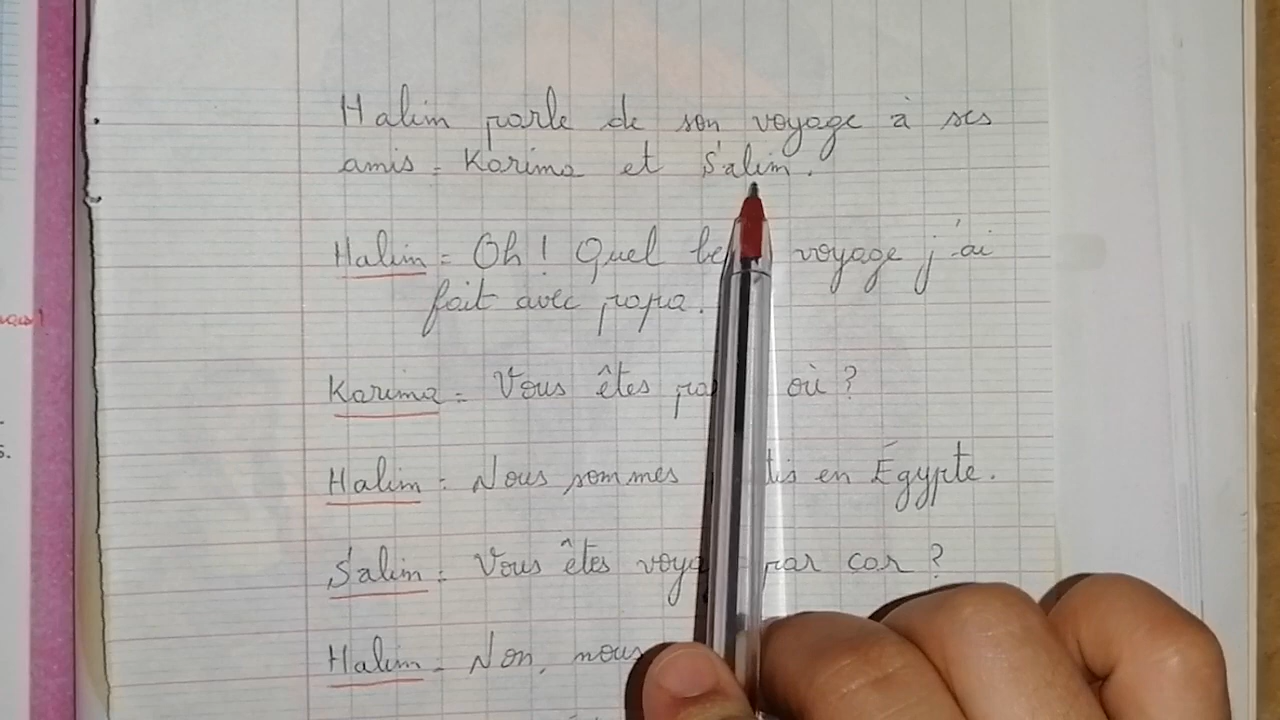 Halim parle de son voyage à ses
amis : Karima et Salim.
Halim : Oh ! Quel voyage j'ai
fait avec papa.
Karima : Vous êtes où ?
Halim : Nous sommes en Égypte.
Salim : Vous êtes par car ?
Halim : Non, nous